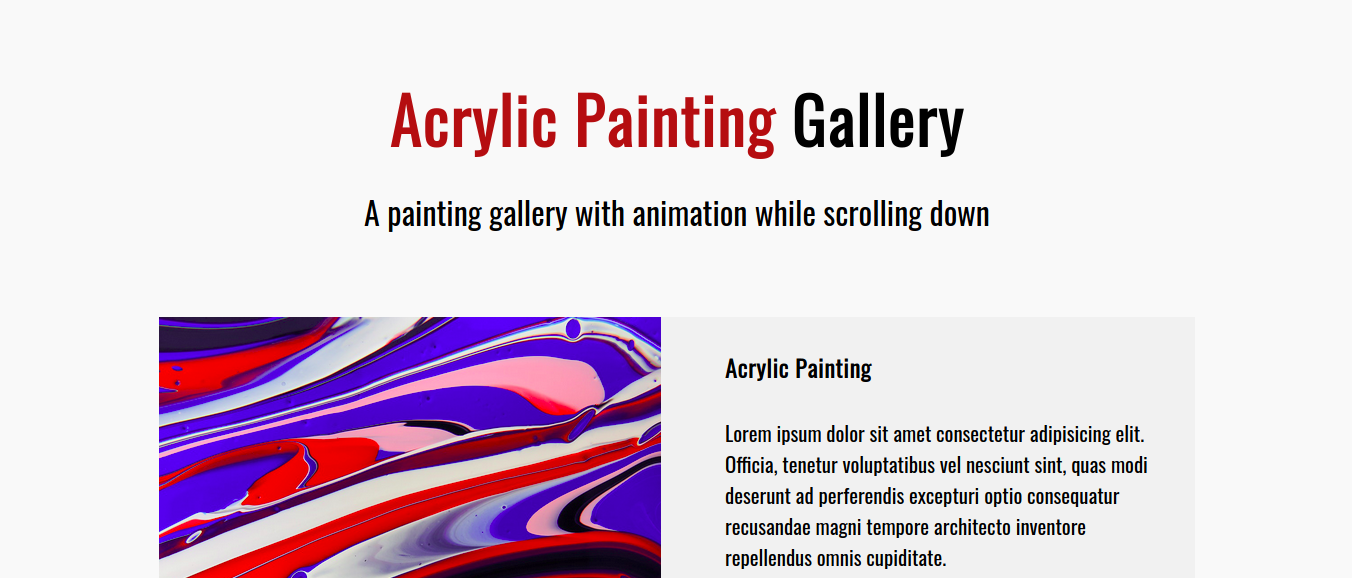 Acrylic Painting Gallery
A painting gallery with animation while scrolling down
Acrylic Painting
Lorem ipsum dolor sit amet consectetur adipisicing elit.
Officia, tenetur voluptatibus vel nesciunt sint, quas modi
deserunt ad perferendis excepturi optio consequatur
recusandae magni tempore architecto inventore
repellendus omnis cupiditate.